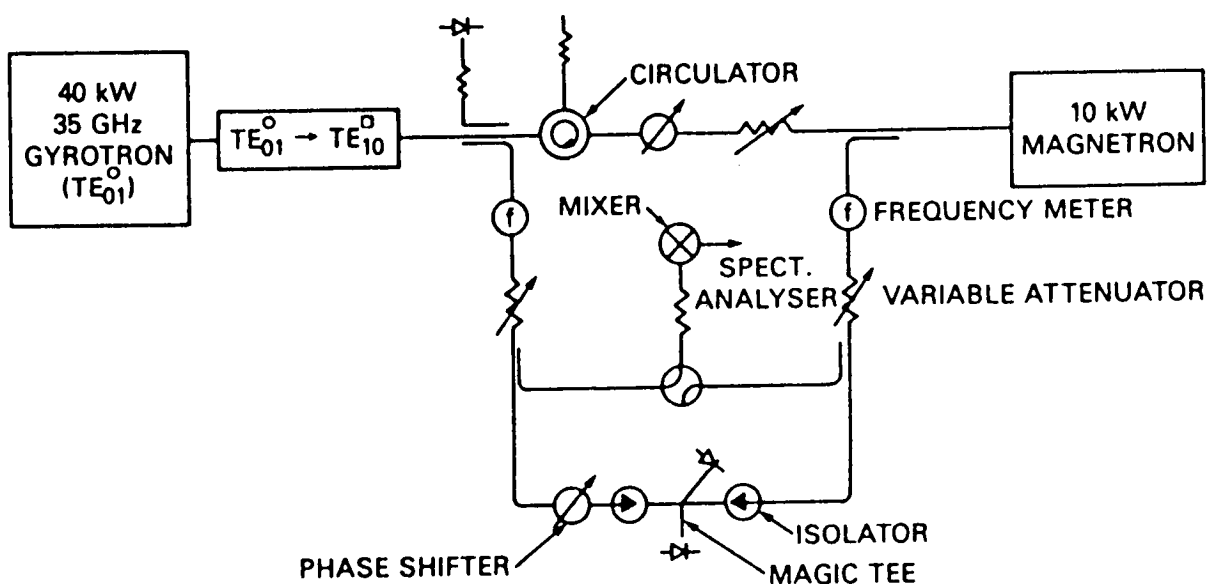 40 kW
35 GHz
GYROTRON
(TE°01)
TE°01 → TE□10
CIRCULATOR
10 kW
MAGNETRON
MIXER
f
f
FREQUENCY METER
SPECT.
ANALYSER
VARIABLE ATTENUATOR
ISOLATOR
PHASE SHIFTER
MAGIC TEE